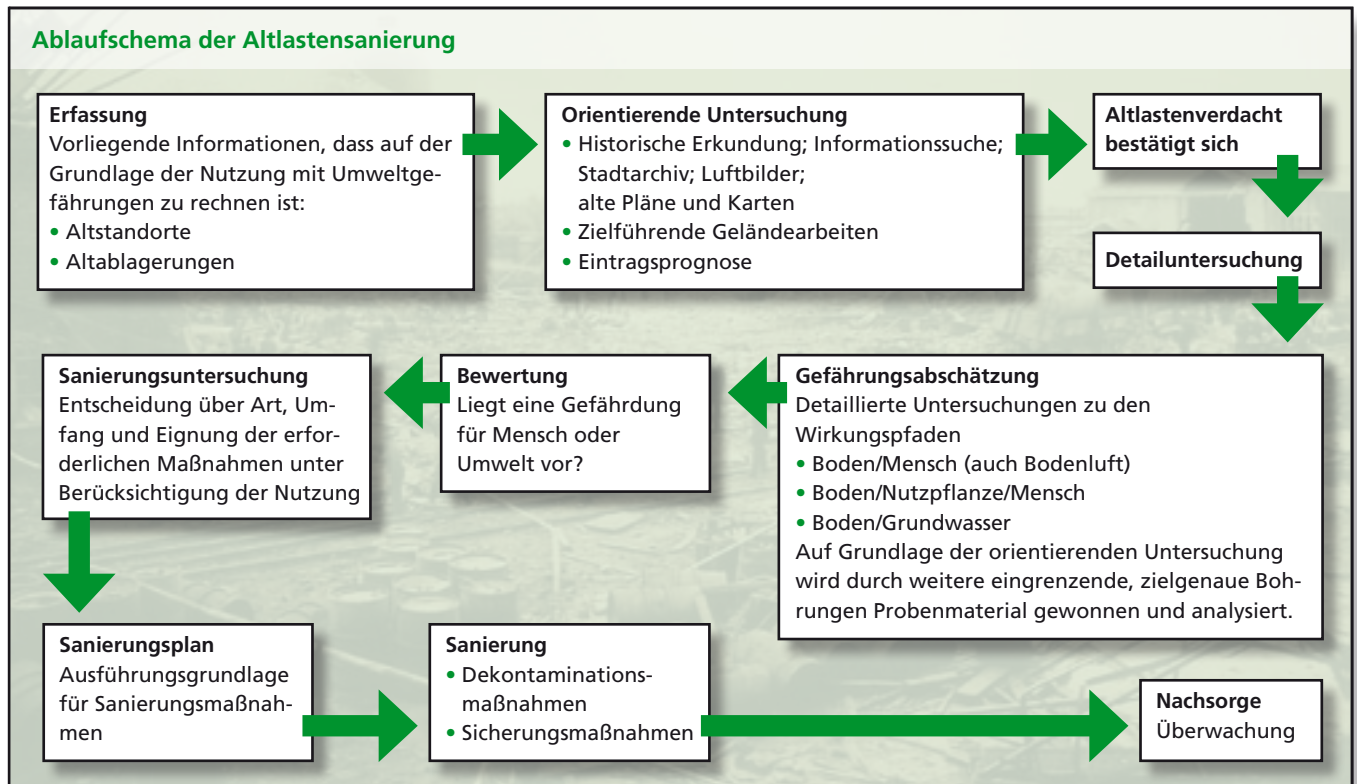 Ablaufschema der Altlastensanierung
Erfassung
Vorliegende Informationen, dass auf der
Grundlage der Nutzung mit Umweltge-
fährungen zu rechnen ist:
• Altstandorte
• Altablagerungen
Orientierende Untersuchung
• Historische Erkundung; Informationssuche;
Stadtarchiv; Luftbilder;
alte Pläne und Karten
• Zielführende Geländearbeiten
• Eintragsprognose
Altlastenverdacht
bestätigt sich
Detailuntersuchung
Gefährungsabschätzung
Detaillierte Untersuchungen zu den
Wirkungspfaden
• Boden/Mensch (auch Bodenluft)
• Boden/Nutzpflanze/Mensch
• Boden/Grundwasser
Auf Grundlage der orientierenden Untersuchung
wird durch weitere eingrenzende, zielgenaue Boh-
rungen Probenmaterial gewonnen und analysiert.
Bewertung
Liegt eine Gefährdung
für Mensch oder
Umwelt vor?
Sanierungsuntersuchung
Entscheidung über Art, Um-
fang und Eignung der erfor-
derlichen Maßnahmen unter
Berücksichtigung der Nutzung
Sanierungsplan
Ausführungsgrundlage
für Sanierungsmaßnah-
men
Sanierung
• Dekontaminations-
maßnahmen
• Sicherungsmaßnahmen
Nachsorge
Überwachung